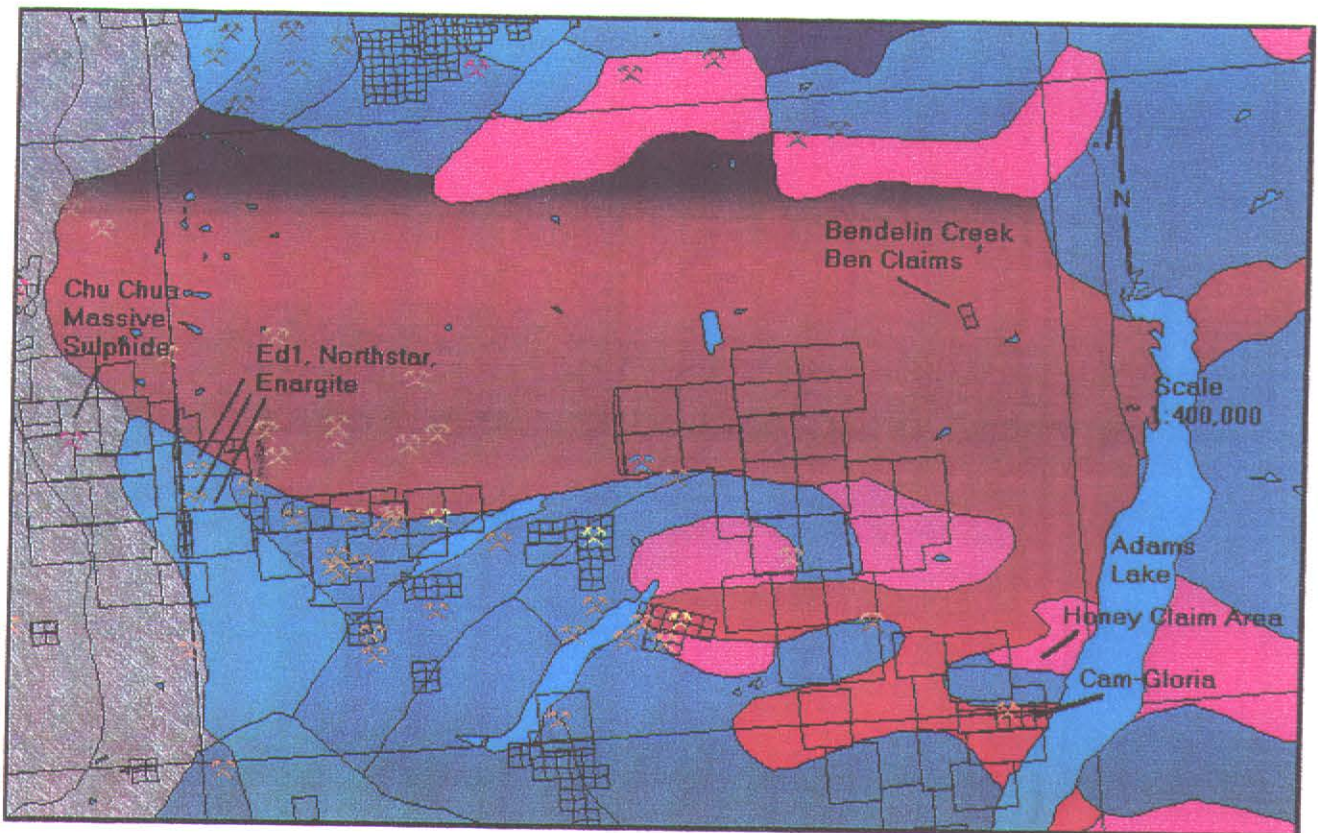 N
Bendelin Creek
Ben Claims
Chu Chua
Massive
Sulphide
Ed1, Northstar,
Enargite
Scale
1:400,000
Adams
Lake
Honey Claim Area
Cam-Gloria